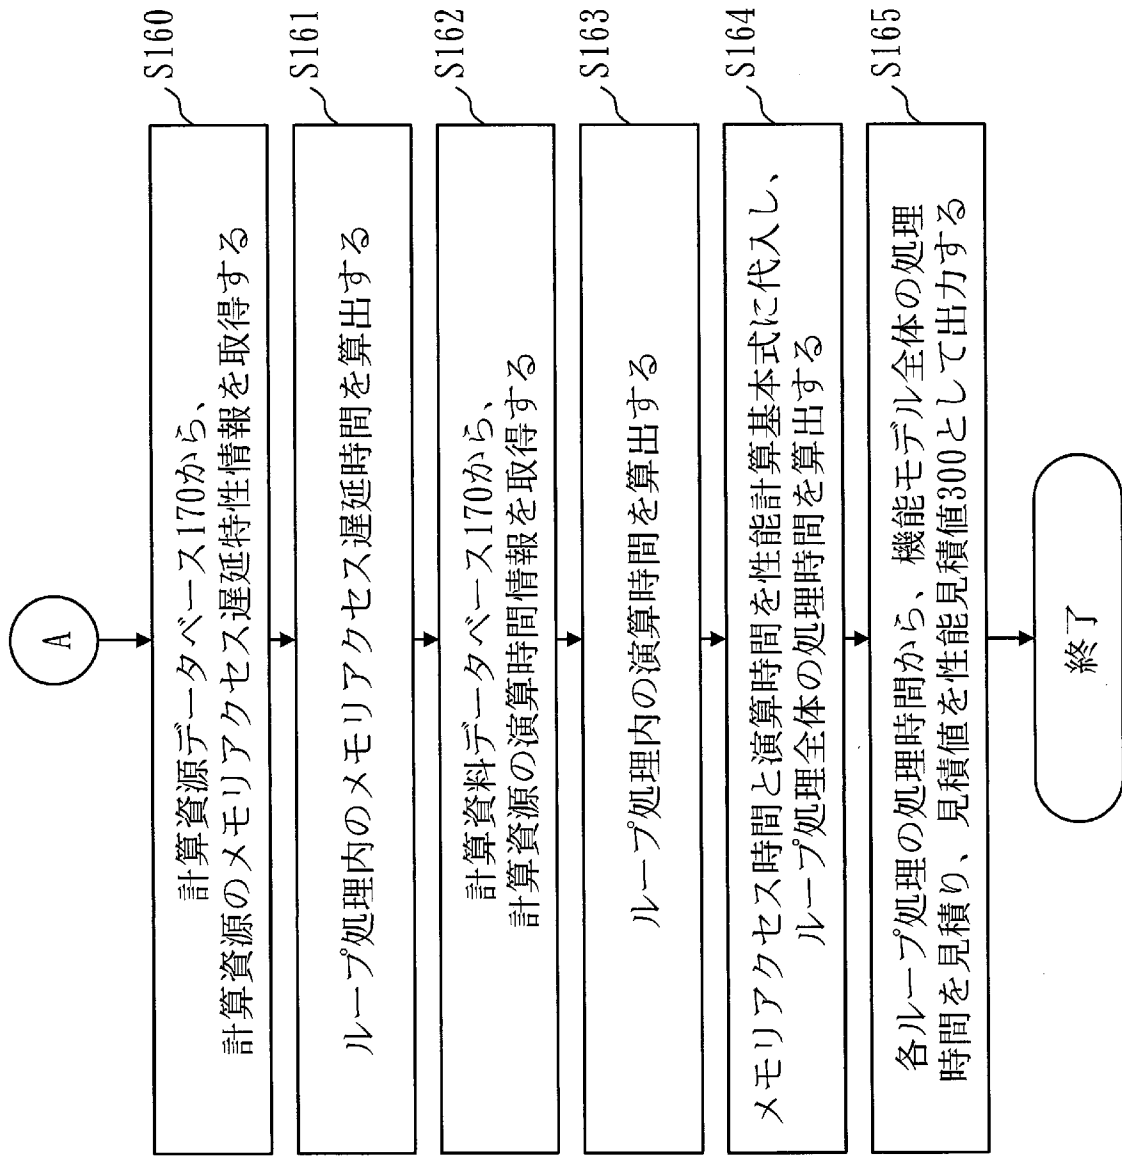 A
S160
計算資源データベース170から、
計算資源のメモリアクセス遅延特性情報を取得する
S161
ループ処理内のメモリアクセス遅延時間を算出する
S162
計算資料データベース170から、
計算資源の演算時間情報を取得する
S163
ループ処理内の演算時間を算出する
S164
メモリアクセス時間と演算時間を性能計算基本式に代入し、
ループ処理全体の処理時間を算出する
S165
各ループ処理の処理時間から、機能モデル全体の処理
時間を見積り、見積値を性能見積値300として出力する
終了